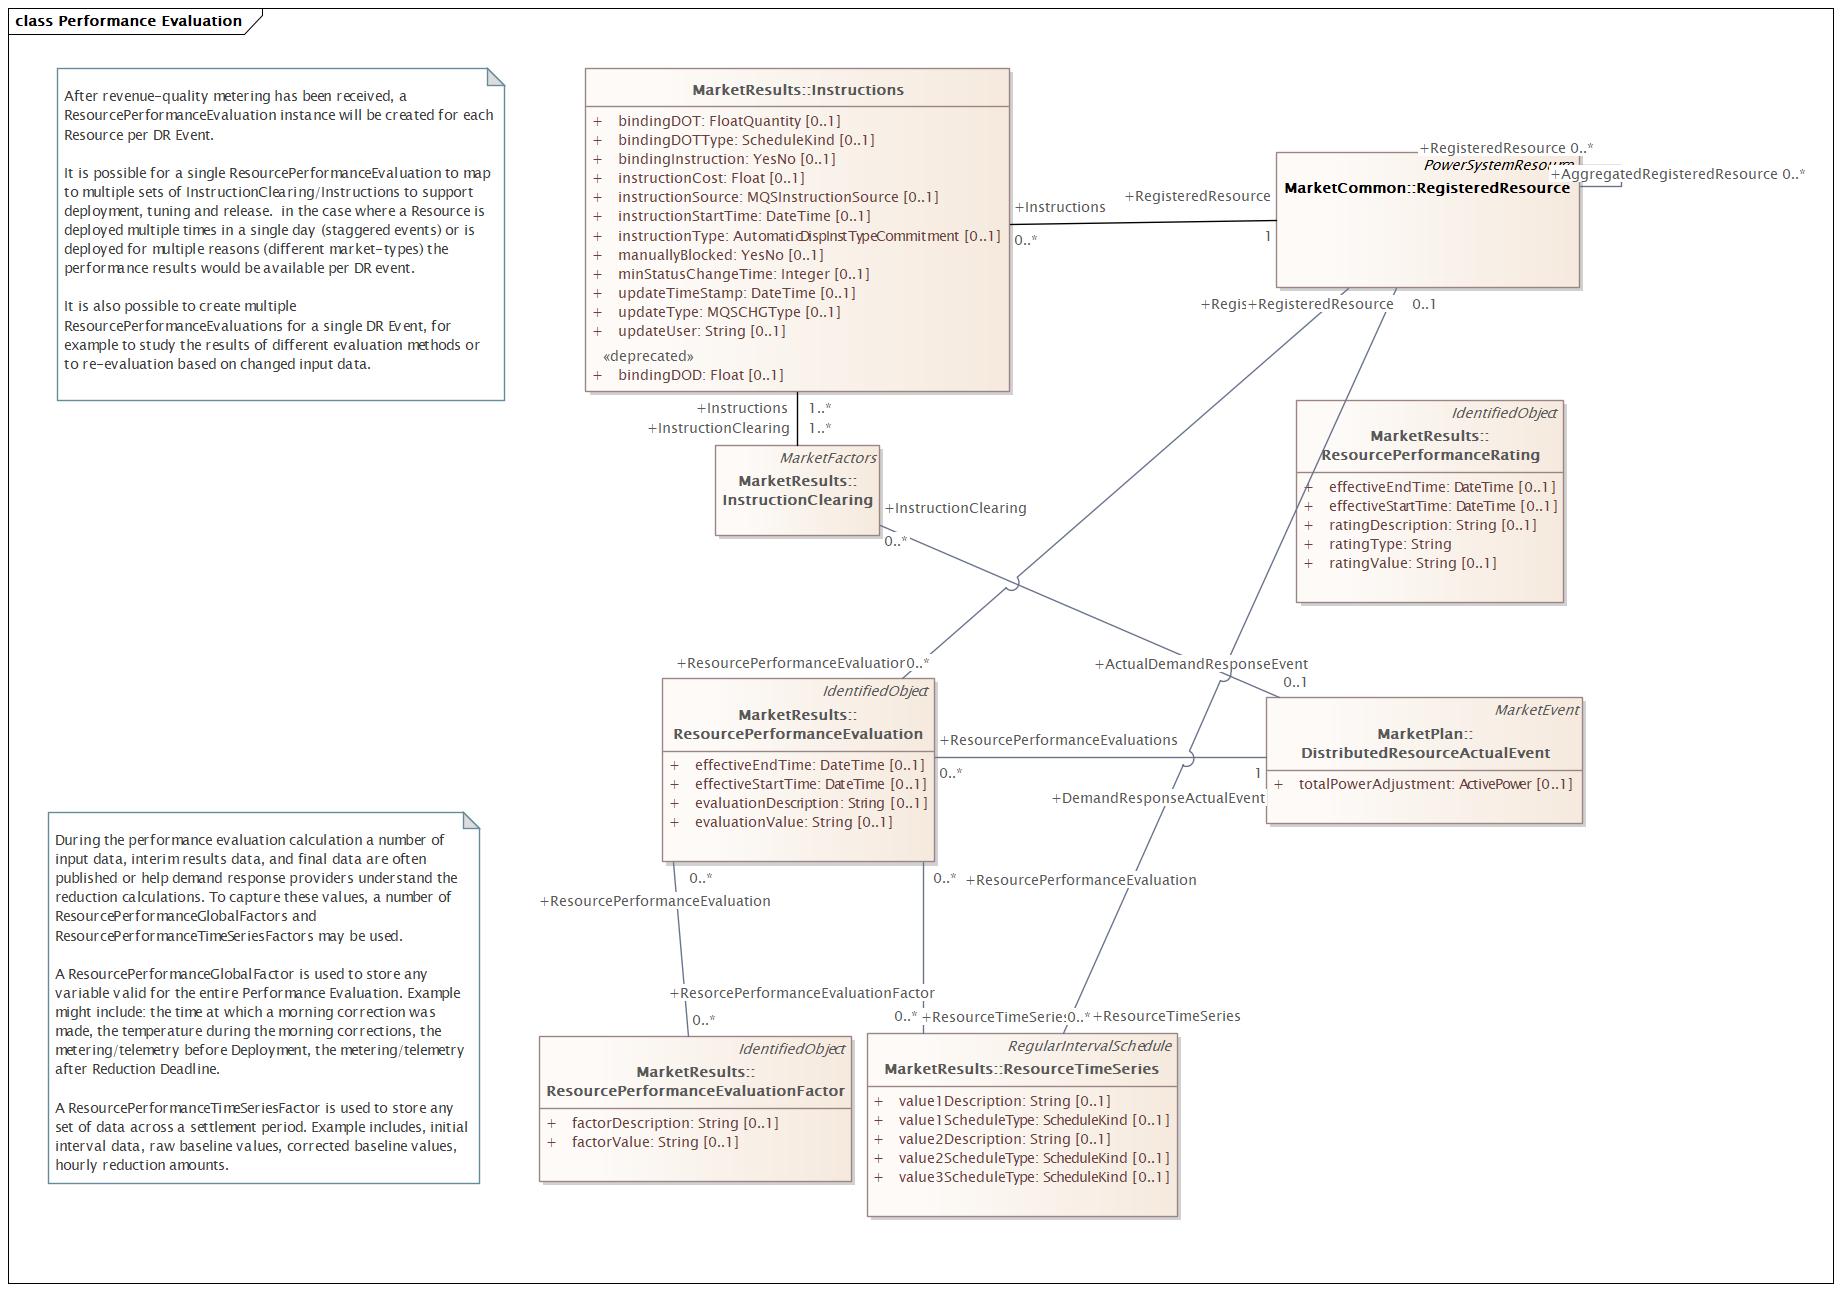 class Performance Evaluation
After revenue-quality metering has been received, a
ResourcePerformanceEvaluation instance will be created for each
Resource per DR Event.
It is possible for a single ResourcePerformanceEvaluation to map
to multiple sets of InstructionClearing/Instructions to support
deployment, tuning and release.  in the case where a Resource is
deployed multiple times in a single day (staggered events) or is
deployed for multiple reasons (different market-types) the
performance results would be available per DR event.
It is also possible to create multiple
ResourcePerformanceEvaluations for a single DR Event, for
example to study the results of different evaluation methods or
to re-evaluation based on changed input data.
MarketResults::Instructions
+ bindingDOT: FloatQuantity [0..1]
+ bindingDOTType: ScheduleKind [0..1]
+ bindingInstruction: YesNo [0..1]
+ instructionCost: Float [0..1]
+ instructionSource: MQSInstructionSource [0..1]
+ instructionStartTime: DateTime [0..1]
+ instructionType: AutomaticDispInstTypeCommitment [0..1]
+ manuallyBlocked: YesNo [0..1]
+ minStatusChangeTime: Integer [0..1]
+ updateTimeStamp: DateTime [0..1]
+ updateType: MQSCHGType [0..1]
+ updateUser: String [0..1]
«deprecated»
+ bindingDOD: Float [0..1]
+RegisteredResource 0..*
+AggregatedRegisteredResource 0..*
MarketCommon::RegisteredResource
+Instructions
0..*
+RegisteredResource
1
+Regis+RegisteredResource 0..1
+Instructions 1..*
+InstructionClearing 1..*
MarketFactors
MarketResults::
InstructionClearing
+InstructionClearing
0..*
IdentifiedObject
MarketResults::
ResourcePerformanceRating
+ effectiveEndTime: DateTime [0..1]
+ effectiveStartTime: DateTime [0..1]
+ ratingDescription: String [0..1]
+ ratingType: String
+ ratingValue: String [0..1]
+ResourcePerformanceEvaluation0..*
+ActualDemandResponseEvent
0..1
IdentifiedObject
MarketResults::
ResourcePerformanceEvaluation
+ effectiveEndTime: DateTime [0..1]
+ effectiveStartTime: DateTime [0..1]
+ evaluationDescription: String [0..1]
+ evaluationValue: String [0..1]
+ResourcePerformanceEvaluations
0..*
1
+DemandResponseActualEvent
MarketEvent
MarketPlan::
DistributedResourceActualEvent
+ totalPowerAdjustment: ActivePower [0..1]
During the performance evaluation calculation a number of
input data, interim results data, and final data are often
published or help demand response providers understand the
reduction calculations. To capture these values, a number of
ResourcePerformanceGlobalFactors and
ResourcePerformanceTimeSeriesFactors may be used.
A ResourcePerformanceGlobalFactor is used to store any
variable valid for the entire Performance Evaluation. Example
might include: the time at which a morning correction was
made, the temperature during the morning corrections, the
metering/telemetry before Deployment, the metering/telemetry
after Reduction Deadline.
A ResourcePerformanceTimeSeriesFactor is used to store any
set of data across a settlement period. Example includes, initial
interval data, raw baseline values, corrected baseline values,
hourly reduction amounts.
0..*
+ResourcePerformanceEvaluation
0..* +ResourcePerformanceEvaluation
+ResorcePerformanceEvaluationFactor
0..*
0..* +ResourceTimeSeries 0..* +ResourceTimeSeries
IdentifiedObject
MarketResults::
ResourcePerformanceEvaluationFactor
+ factorDescription: String [0..1]
+ factorValue: String [0..1]
RegularIntervalSchedule
MarketResults::ResourceTimeSeries
+ value1Description: String [0..1]
+ value1ScheduleType: ScheduleKind [0..1]
+ value2Description: String [0..1]
+ value2ScheduleType: ScheduleKind [0..1]
+ value3ScheduleType: ScheduleKind [0..1]